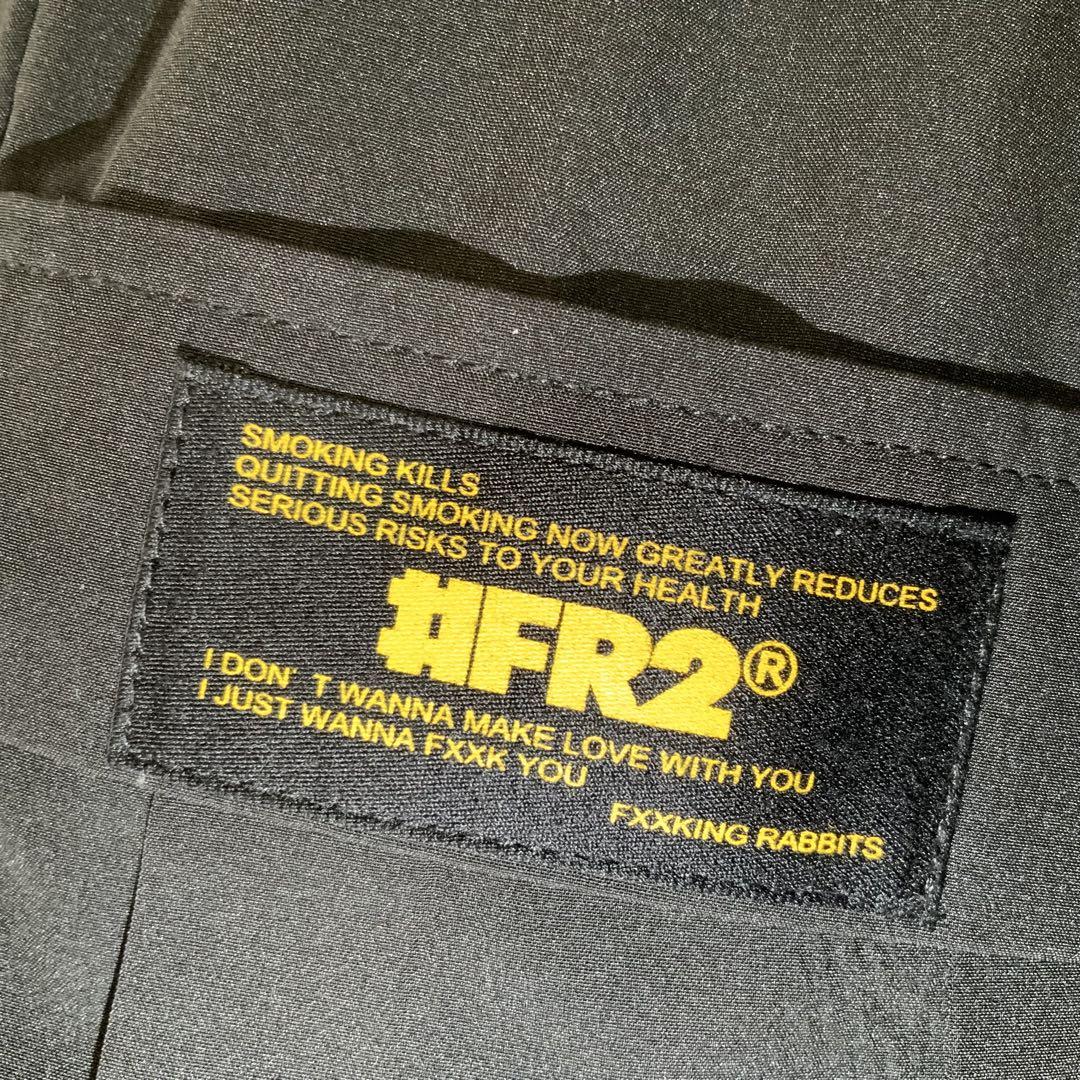 SMOKING KILLS
QUITTING SMOKING NOW GREATLY REDUCES
SERIOUS RISKS TO YOUR HEALTH
#FR2®
I DON' T WANNA MAKE LOVE WITH YOU
I JUST WANNA FXXK YOU
FXXKING RABBITS